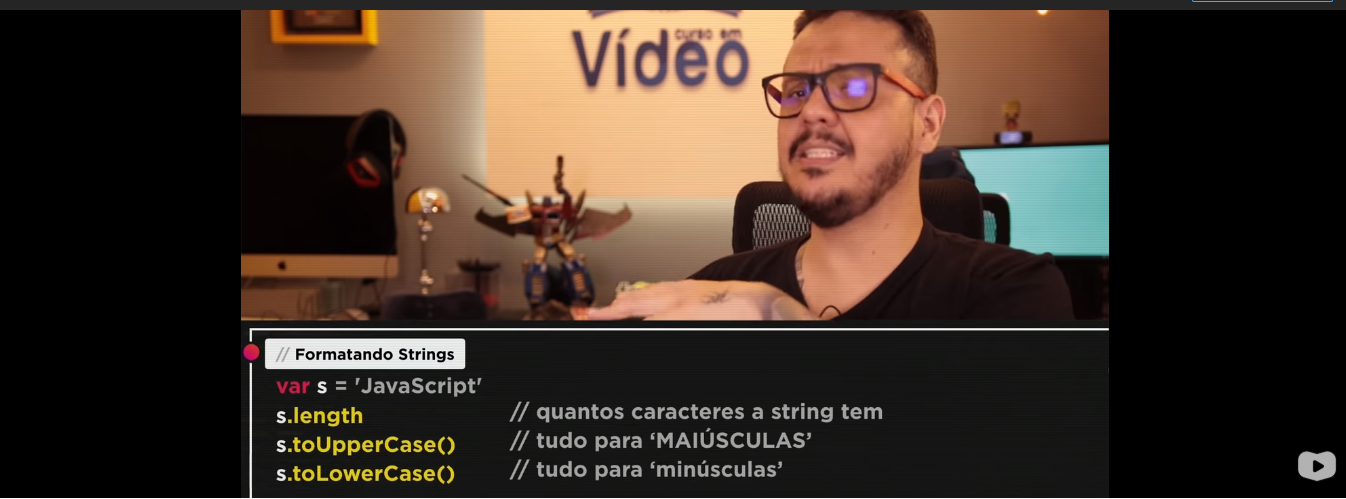 curso em
Vídeo
// Formatando Strings
var s = 'JavaScript'
s.length // quantos caracteres a string tem
s.toUpperCase() // tudo para ‘MAIÚSCULAS’
s.toLowerCase() // tudo para ‘minúsculas’